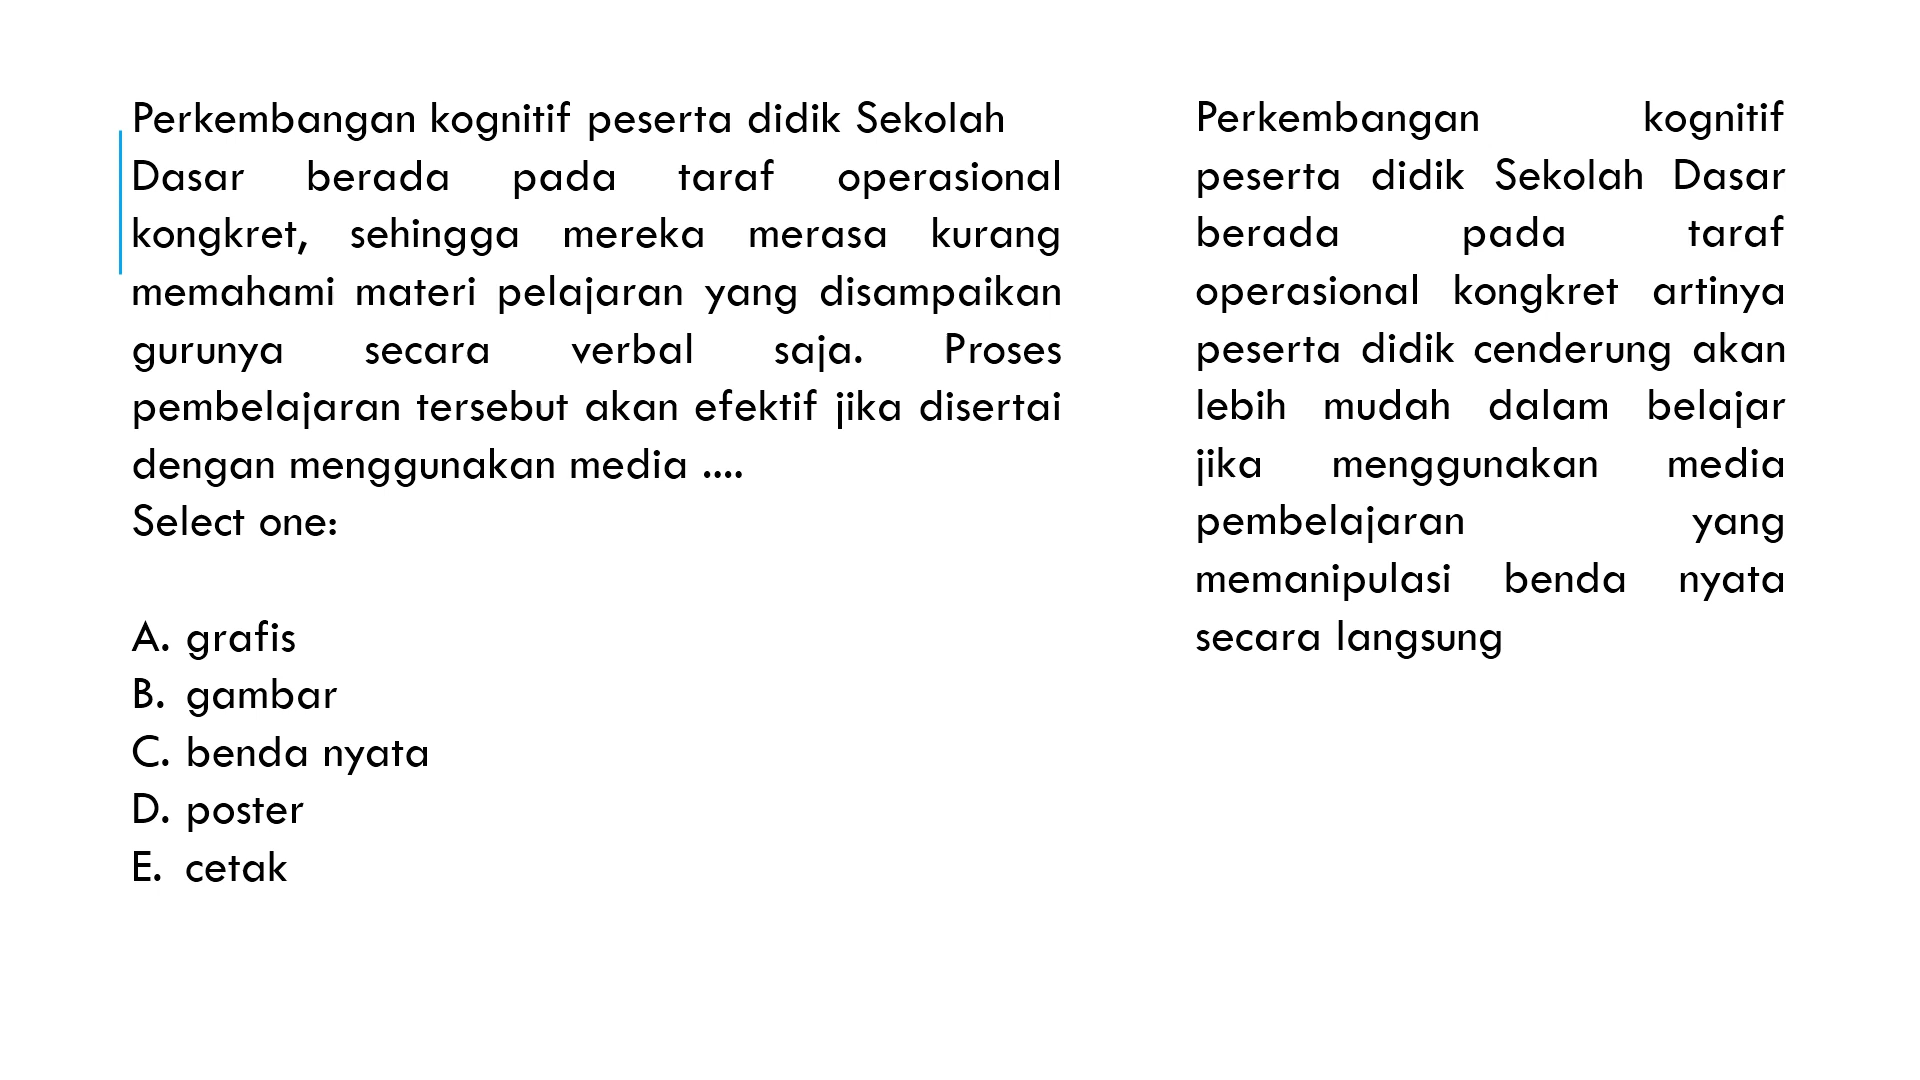 Perkembangan kognitif peserta didik Sekolah
Dasar berada pada taraf operasional
kongkret, sehingga mereka merasa kurang
memahami materi pelajaran yang disampaikan
gurunya secara verbal saja. Proses
pembelajaran tersebut akan efektif jika disertai
dengan menggunakan media ....
Select one:
A. grafis
B. gambar
C. benda nyata
D. poster
E. cetak
Perkembangan kognitif
peserta didik Sekolah Dasar
berada pada taraf
operasional kongkret artinya
peserta didik cenderung akan
lebih mudah dalam belajar
jika menggunakan media
pembelajaran yang
memanipulasi benda nyata
secara langsung